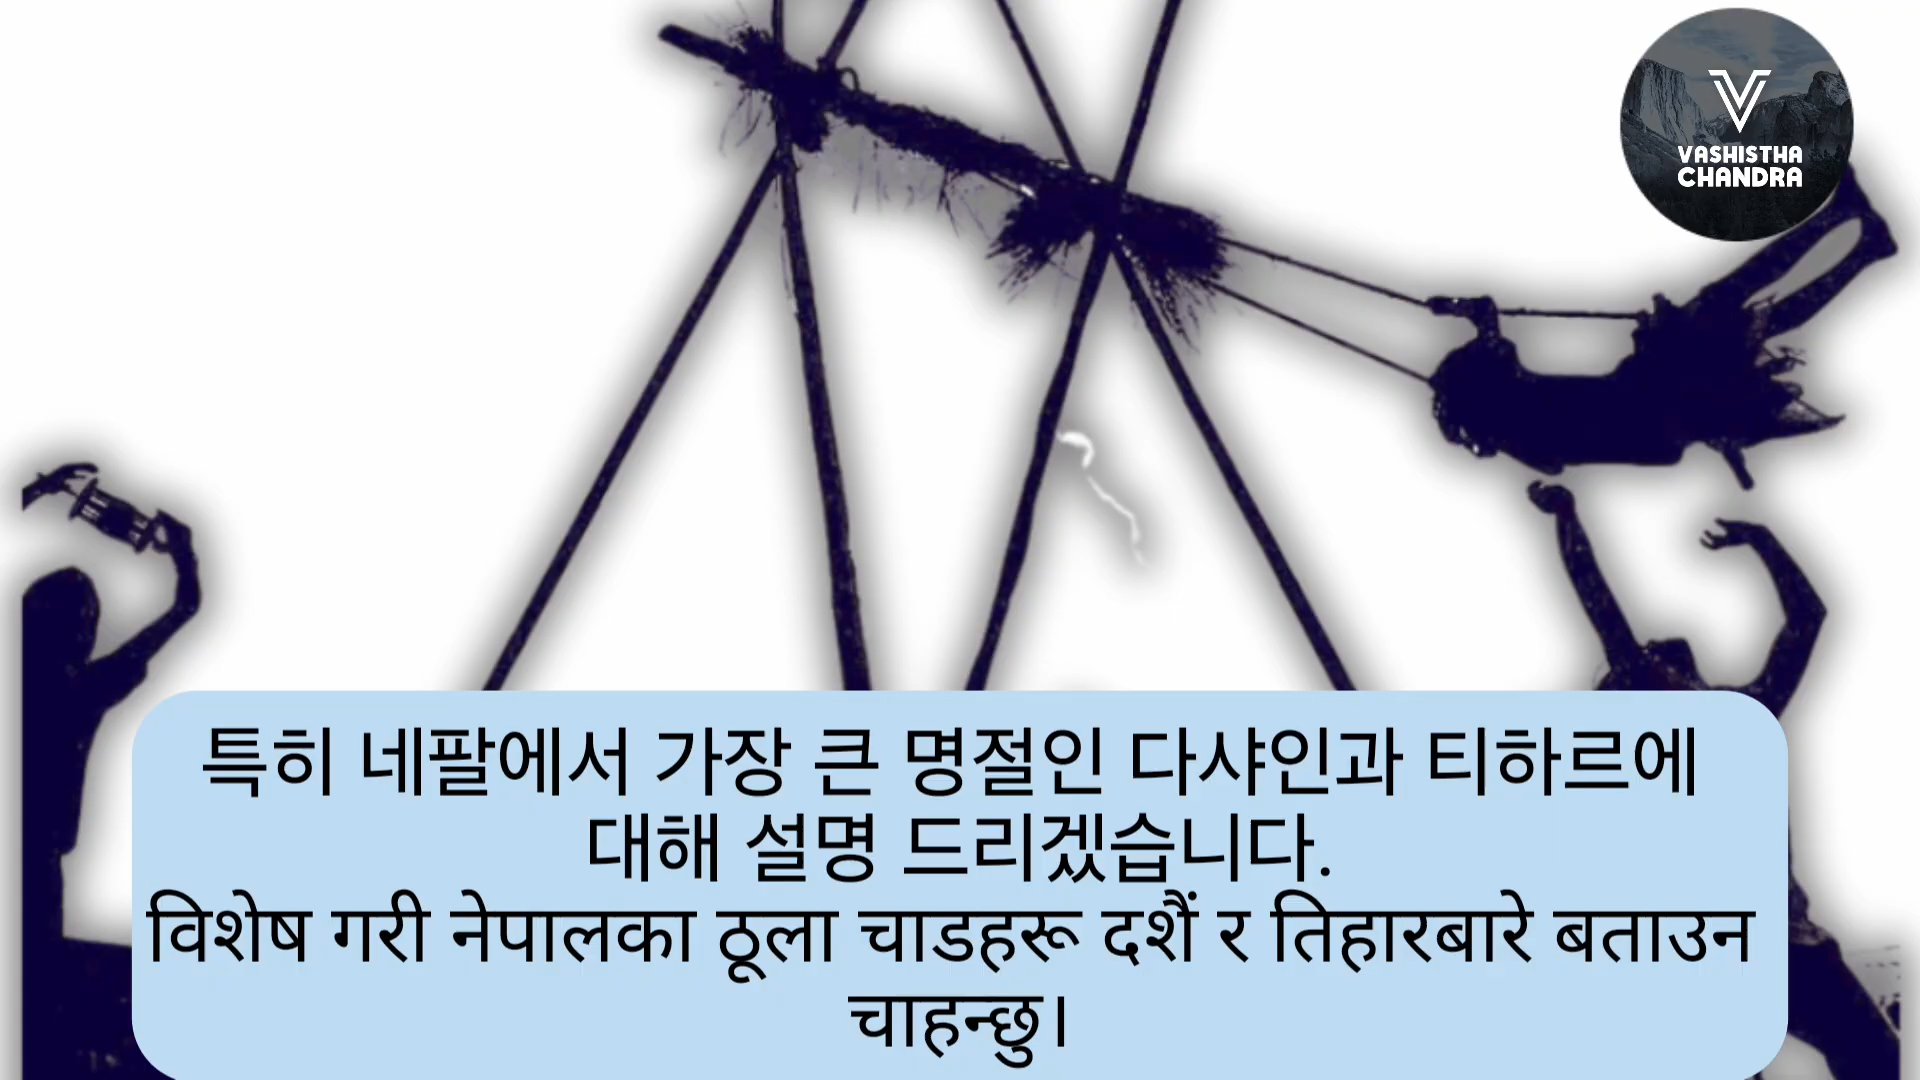 VASHISTHA
CHANDRA
특히 네팔에서 가장 큰 명절인 다샤인과 티하르에
대해 설명 드리겠습니다.
विशेष गरी नेपालका ठूला चाडहरू दशैं र तिहारबारे बताउन
चाहन्छु।